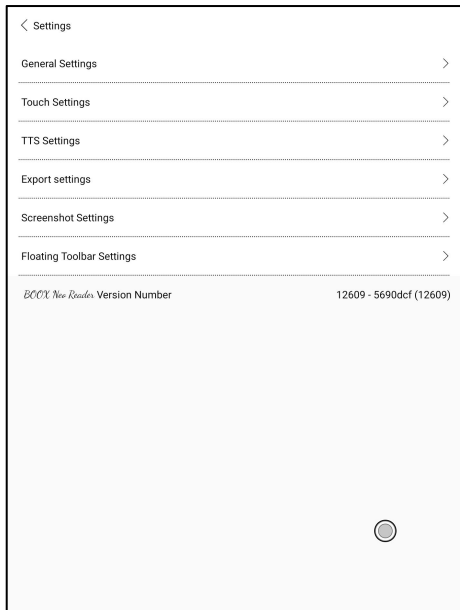 Settings
General Settings
Touch Settings
TTS Settings
Export settings
Screenshot Settings
Floating Toolbar Settings
BOOX Neo Reader Version Number 12609 - 5690dcf (12609)